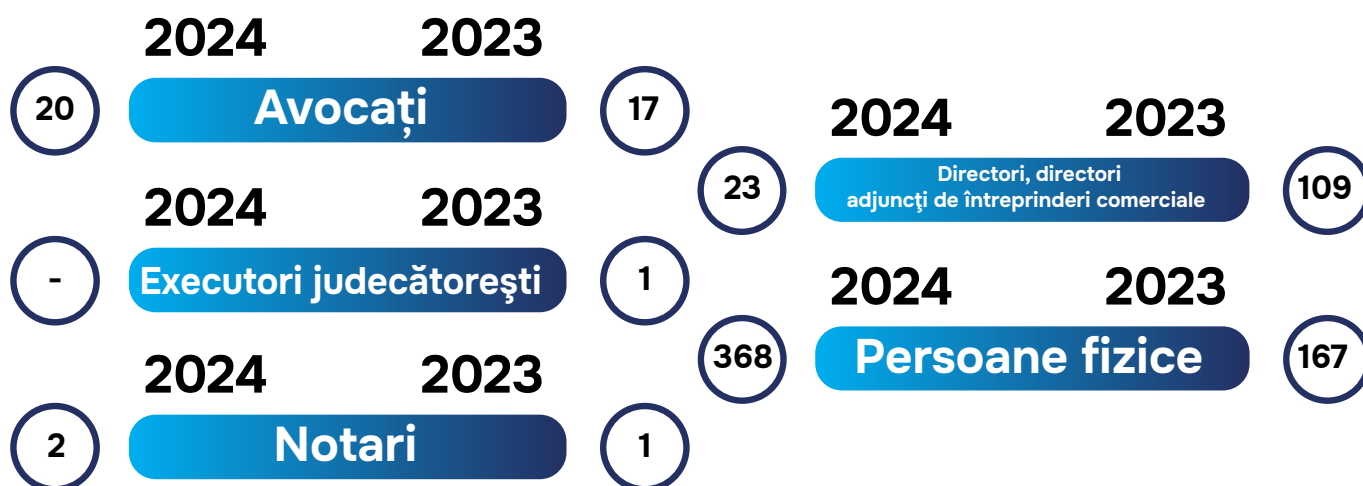 2024 2023
20 Avocați 17
2024 2023
- Executori judecătoreşti 1
2024 2023
2 Notari 1
2024 2023
23 Directori, directori
adjuncţi de întreprinderi comerciale 109
2024 2023
368 Persoane fizice 167